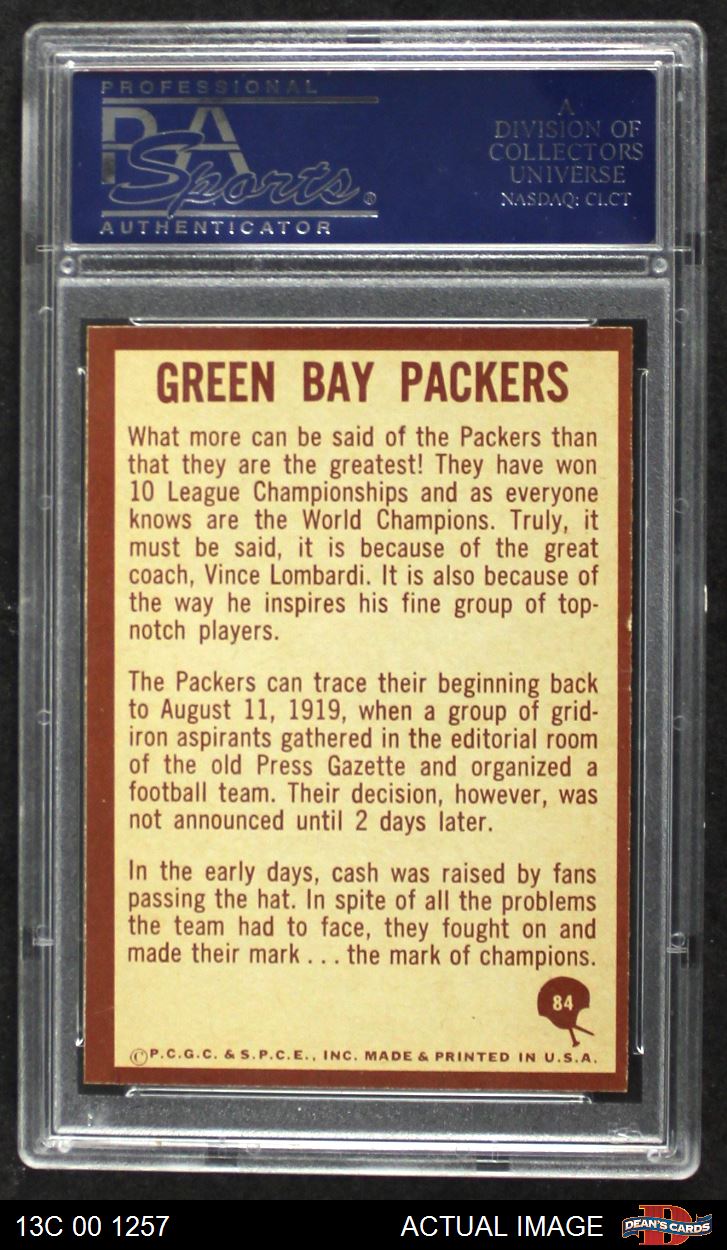 PROFESSIONAL
PSA
Sports®
AUTHENTICATOR
A
DIVISION OF
COLLECTORS
UNIVERSE
NASDAQ: CLCT
GREEN BAY PACKERS
What more can be said of the Packers than
that they are the greatest! They have won
10 League Championships and as everyone
knows are the World Champions. Truly, it
must be said, it is because of the great
coach, Vince Lombardi. It is also because of
the way he inspires his fine group of top-
notch players.
The Packers can trace their beginning back
to August 11, 1919, when a group of grid-
iron aspirants gathered in the editorial room
of the old Press Gazette and organized a
football team. Their decision, however, was
not announced until 2 days later.
In the early days, cash was raised by fans
passing the hat. In spite of all the problems
the team had to face, they fought on and
made their mark . . . the mark of champions.
84
©P.C.G.C. & S.P.C.E., INC. MADE & PRINTED IN U.S.A.
13C 00 1257
ACTUAL IMAGE
D
DEAN'S CARDS